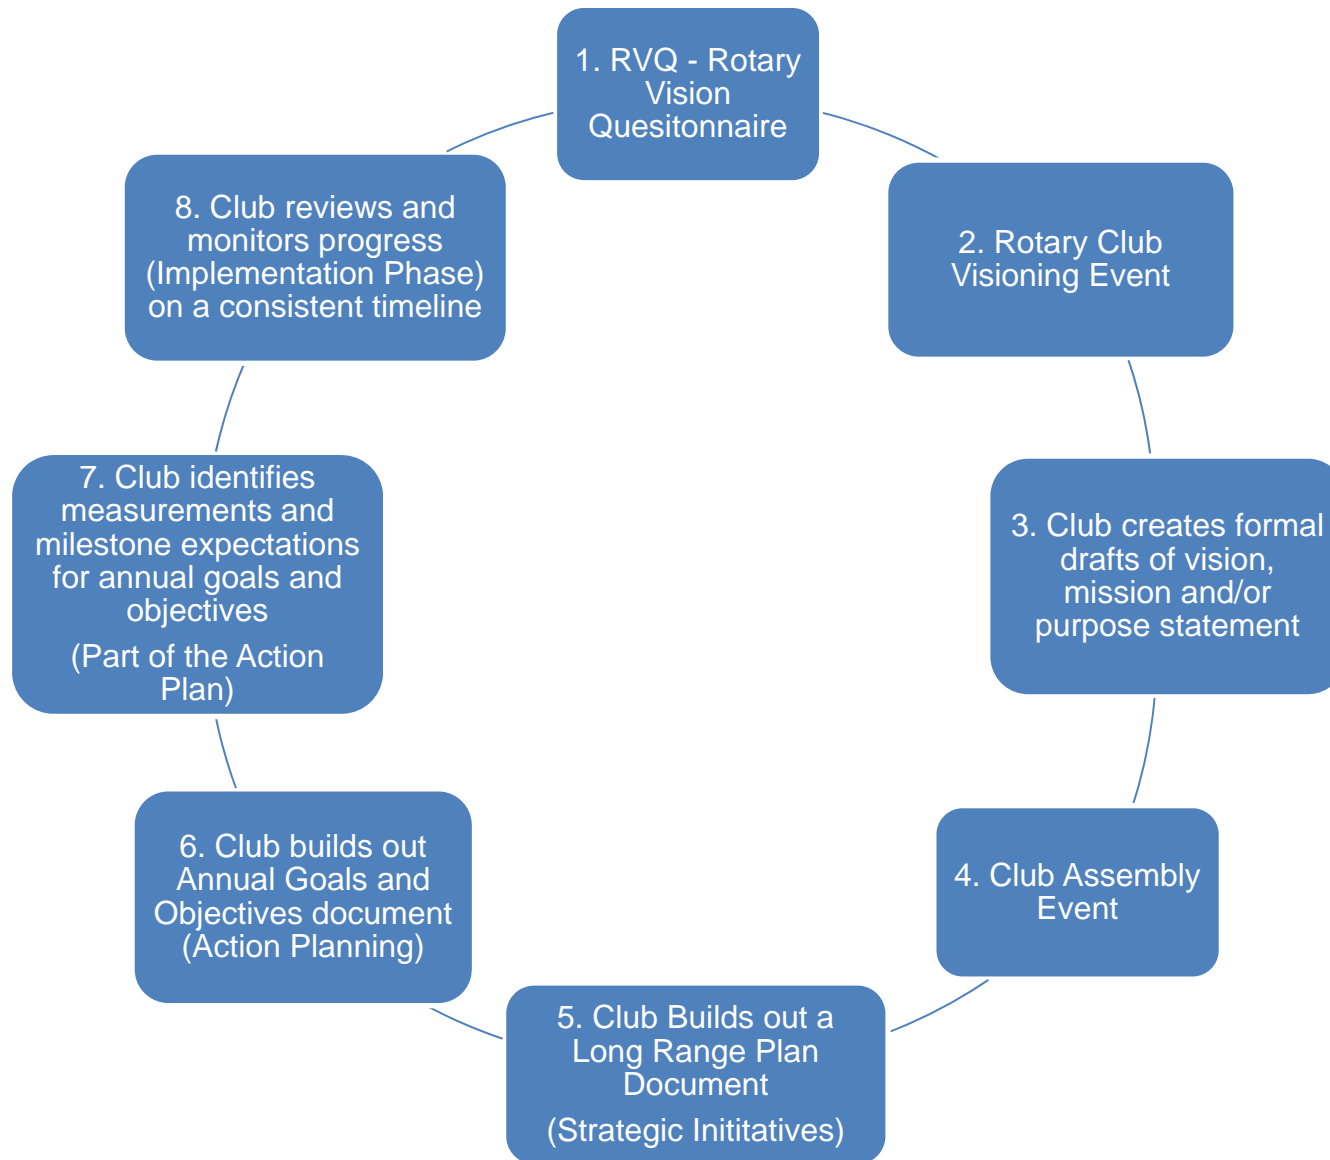 1. RVQ - Rotary
Vision
Quesitonnaire
2. Rotary Club
Visioning Event
3. Club creates formal
drafts of vision,
mission and/or
purpose statement
4. Club Assembly
Event
5. Club Builds out a
Long Range Plan
Document
(Strategic Inititatives)
6. Club builds out
Annual Goals and
Objectives document
(Action Planning)
7. Club identifies
measurements and
milestone expectations
for annual goals and
objectives
(Part of the Action
Plan)
8. Club reviews and
monitors progress
(Implementation Phase)
on a consistent timeline